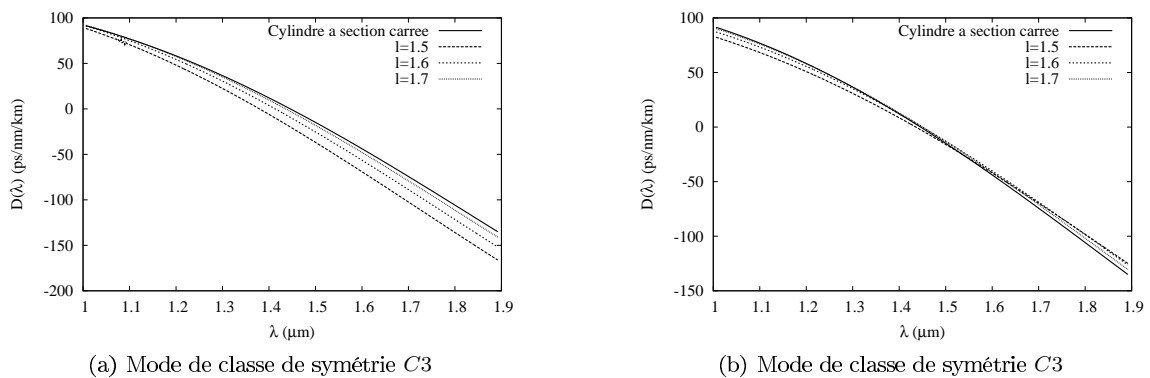 100
50
0
-50
-100
-150
-200
D(λ) (ps/nm/km)
Cylindre a section carree
l=1.5
l=1.6
l=1.7
1 1.1 1.2 1.3 1.4 1.5 1.6 1.7 1.8 1.9
λ (μm)
(a) Mode de classe de symétrie C3
100
50
0
-50
-100
-150
D(λ) (ps/nm/km)
Cylindre a section carree
l=1.5
l=1.6
l=1.7
1 1.1 1.2 1.3 1.4 1.5 1.6 1.7 1.8 1.9
λ (μm)
(b) Mode de classe de symétrie C3